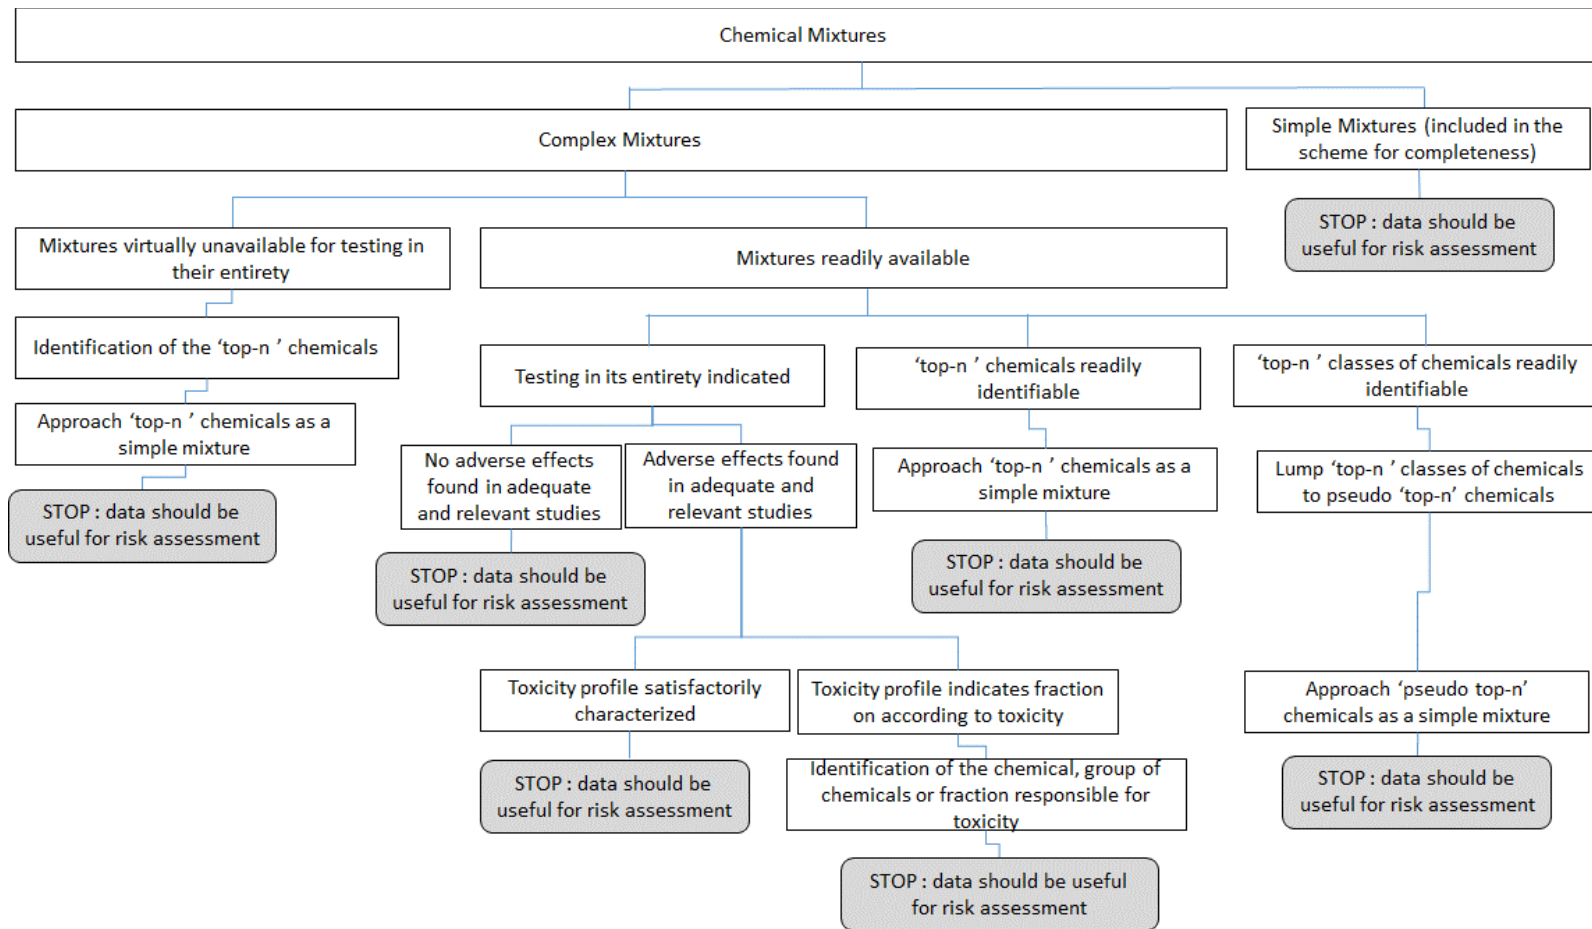 Chemical Mixtures
Complex Mixtures
Simple Mixtures (included in the
scheme for completeness)
STOP : data should be
useful for risk assessment
Mixtures virtually unavailable for testing in
their entirety
Mixtures readily available
Identification of the ‘top-n ’ chemicals
Testing in its entirety indicated
‘top-n ’ chemicals readily
identifiable
‘top-n ’ classes of chemicals readily
identifiable
Approach ‘top-n ’ chemicals as a
simple mixture
No adverse effects
found in adequate
and relevant studies
Adverse effects found
in adequate and
relevant studies
Approach ‘top-n ’ chemicals as a
simple mixture
Lump ‘top-n ’ classes of chemicals
to pseudo ‘top-n’ chemicals
STOP : data should be
useful for risk assessment
STOP : data should be
useful for risk assessment
STOP : data should be
useful for risk assessment
Toxicity profile satisfactorily
characterized
Toxicity profile indicates fraction
on according to toxicity
Approach ‘pseudo top-n’
chemicals as a simple mixture
STOP : data should be
useful for risk assessment
Identification of the chemical, group of
chemicals or fraction responsible for
toxicity
STOP : data should be
useful for risk assessment
STOP : data should be useful
for risk assessment